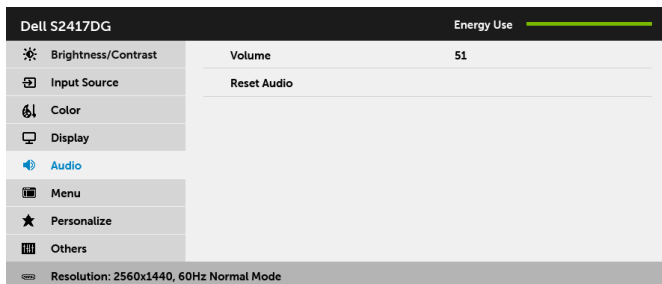 Dell S2417DG Energy Use
Brightness/Contrast Volume 51
Input Source Reset Audio
Color
Display
Audio
Menu
Personalize
Others
Resolution: 2560x1440, 60Hz Normal Mode